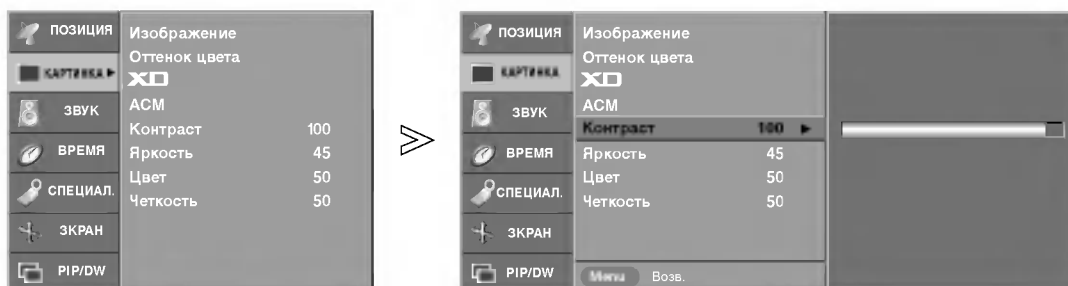 ПОЗИЦИЯ
КАРТИНКА
ЗВУК
ВРЕМЯ
СПЕЦИАЛ.
ЗКРАН
PIP/DW
Изображение
Оттенок цвета
XD
ACM
Контраст 100
Яркость 45
Цвет 50
Четкость 50
ПОЗИЦИЯ
КАРТИНКА
ЗВУК
ВРЕМЯ
СПЕЦИАЛ.
ЗКРАН
PIP/DW
Изображение
Оттенок цвета
XD
ACM
Контраст 100
Яркость 45
Цвет 50
Четкость 50
Menu Возв.